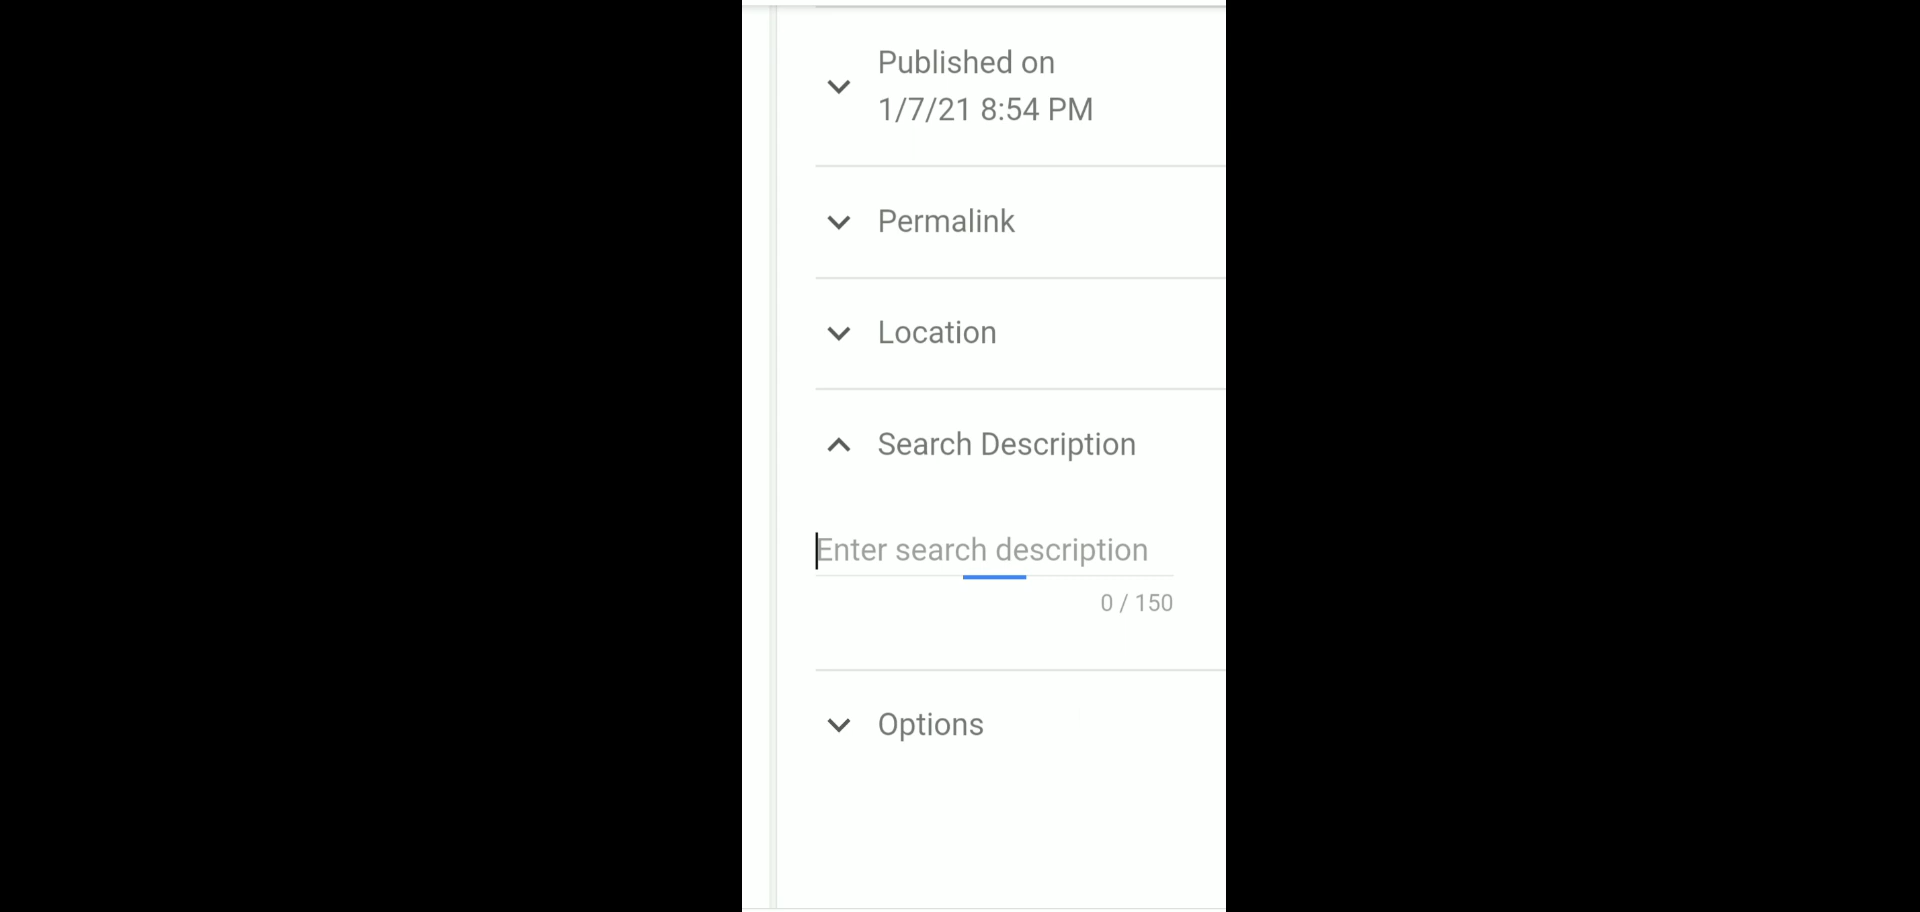 Published on
1/7/21 8:54 PM
Permalink
Location
Search Description
Enter search description
0 / 150
Options